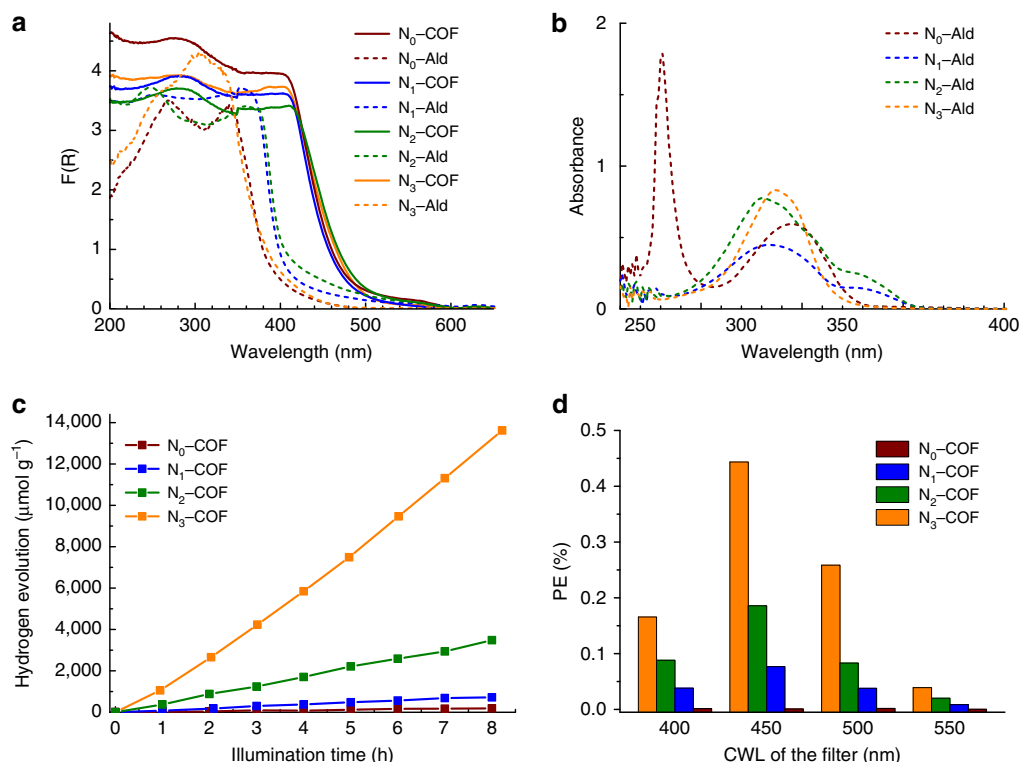 a
F(R)
4
3
2
1
0
200
300
400
500
600
Wavelength (nm)
N₀–COF
N₀–Ald
N₁–COF
N₁–Ald
N₂–COF
N₂–Ald
N₃–COF
N₃–Ald
b
Absorbance
2
1
0
260
300
350
400
Wavelength (nm)
N₀–Ald
N₁–Ald
N₂–Ald
N₃–Ald
c
Hydrogen evolution (μmol g⁻¹)
14,000
12,000
10,000
8,000
6,000
4,000
2,000
0
0
1
2
3
4
5
6
7
8
Illumination time (h)
N₀–COF
N₁–COF
N₂–COF
N₃–COF
d
PE (%)
0.5
0.4
0.3
0.2
0.1
0.0
400
450
500
550
CWL of the filter (nm)
N₀–COF
N₁–COF
N₂–COF
N₃–COF